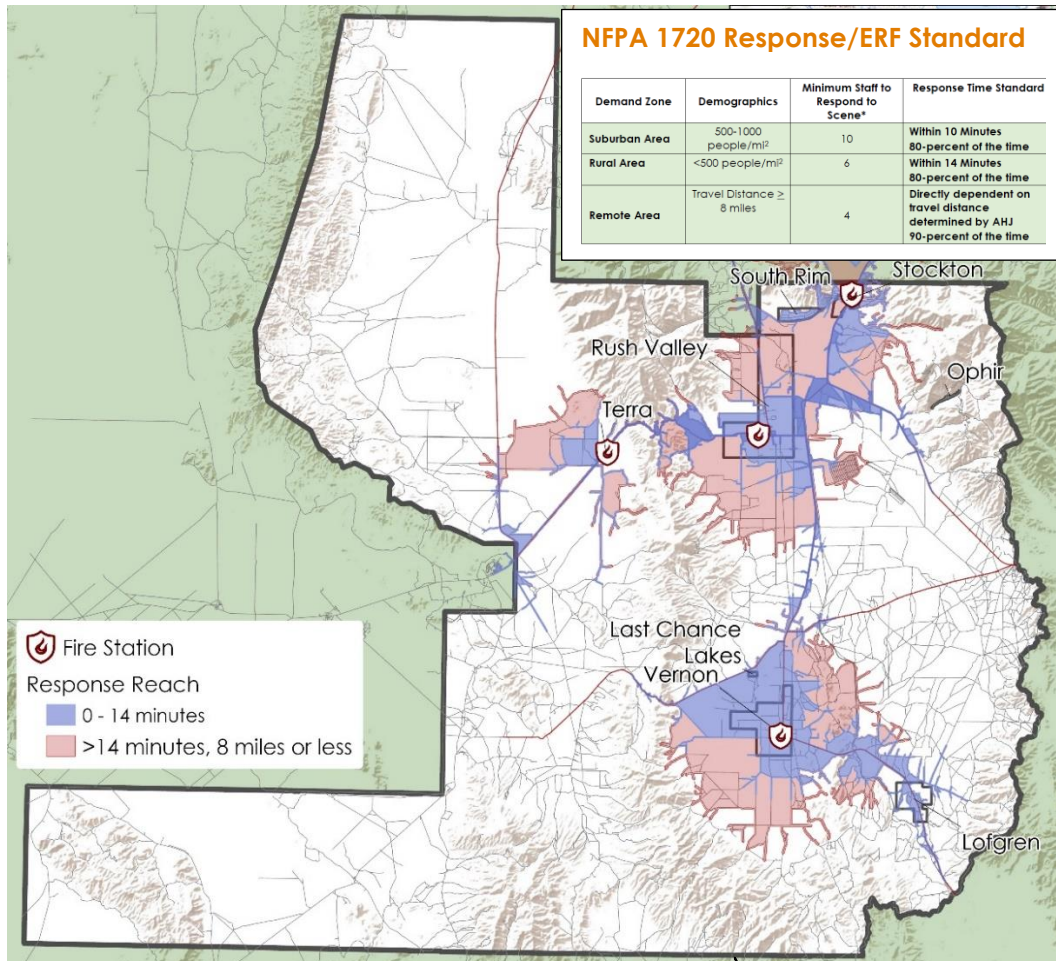 NFPA 1720 Response/ERF Standard
Demand Zone
Demographics
Minimum Staff to
Respond to
Scene*
Response Time Standard
Suburban Area
500-1000
people/mi²
10
Within 10 Minutes
80-percent of the time
Rural Area
<500 people/mi²
6
Within 14 Minutes
80-percent of the time
Remote Area
Travel Distance ≥
8 miles
4
Directly dependent on
travel distance
determined by AHJ
90-percent of the time
South Rim
Stockton
Rush Valley
Ophir
Terra
Last Chance
Lakes
Vernon
Lofgren
Fire Station
Response Reach
0 - 14 minutes
>14 minutes, 8 miles or less